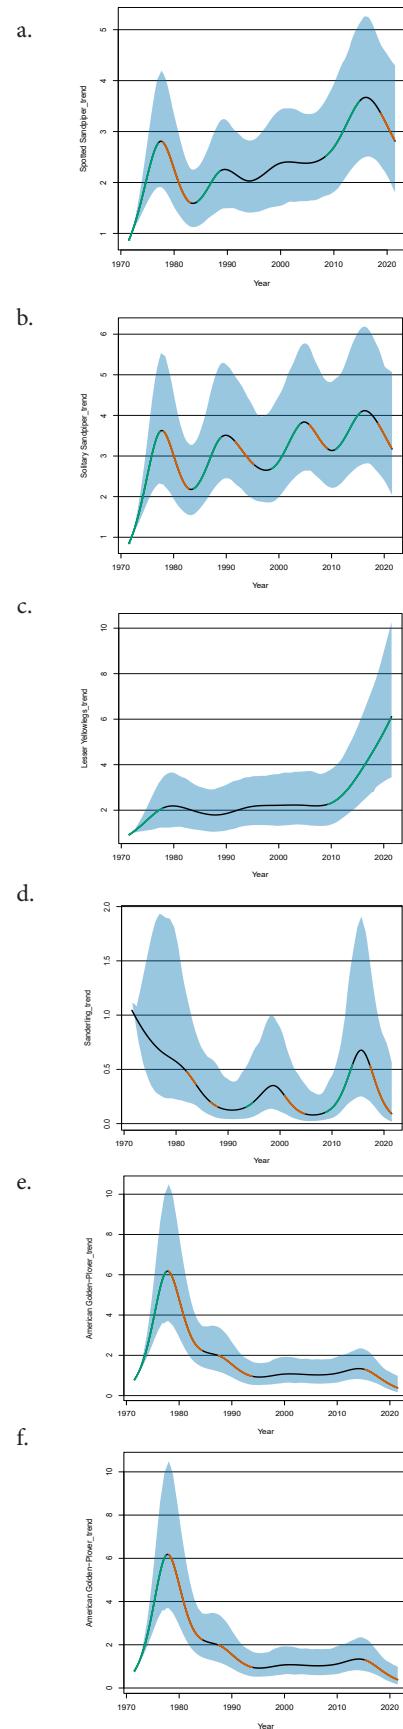 a.
5
4
3
2
1
Spotted Sandpiper_trend
1970 1980 1990 2000 2010 2020
Year
b.
6
5
4
3
2
1
Solitary Sandpiper_trend
1970 1980 1990 2000 2010 2020
Year
c.
10
8
6
4
2
Lesser Yellowlegs_trend
1970 1980 1990 2000 2010 2020
Year
d.
2.0
1.5
1.0
0.5
0.0
Sanderling_trend
1970 1980 1990 2000 2010 2020
Year
e.
10
8
6
4
2
0
American Golden−Plover_trend
1970 1980 1990 2000 2010 2020
Year
f.
10
8
6
4
2
0
American Golden−Plover_trend
1970 1980 1990 2000 2010 2020
Year